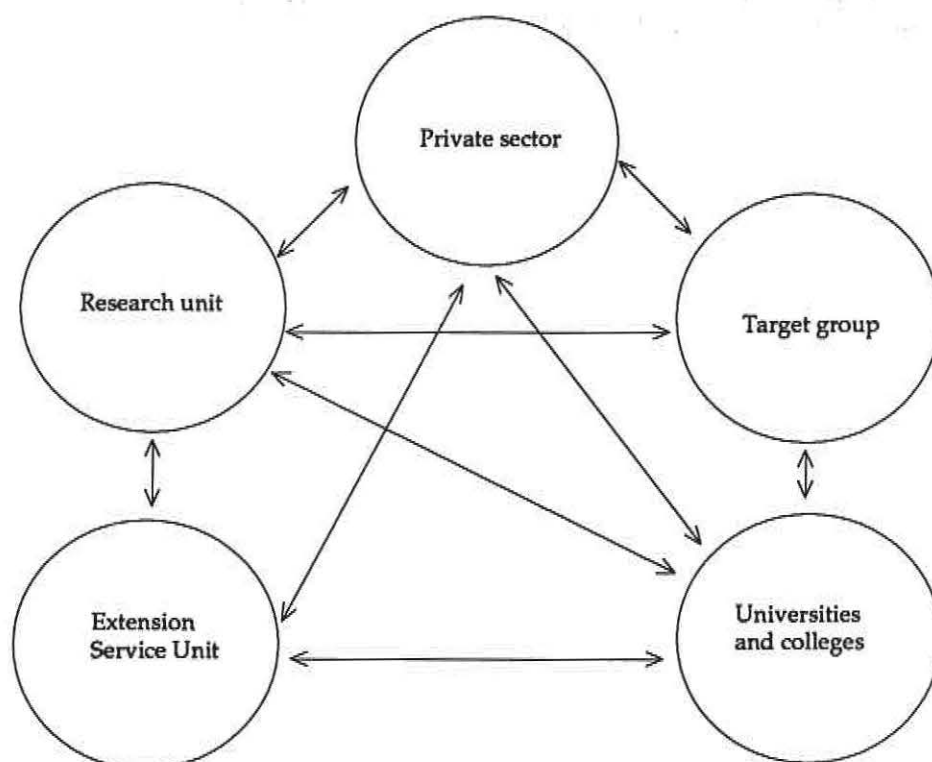 Private sector
Research unit
Target group
Extension
Service Unit
Universities
and colleges